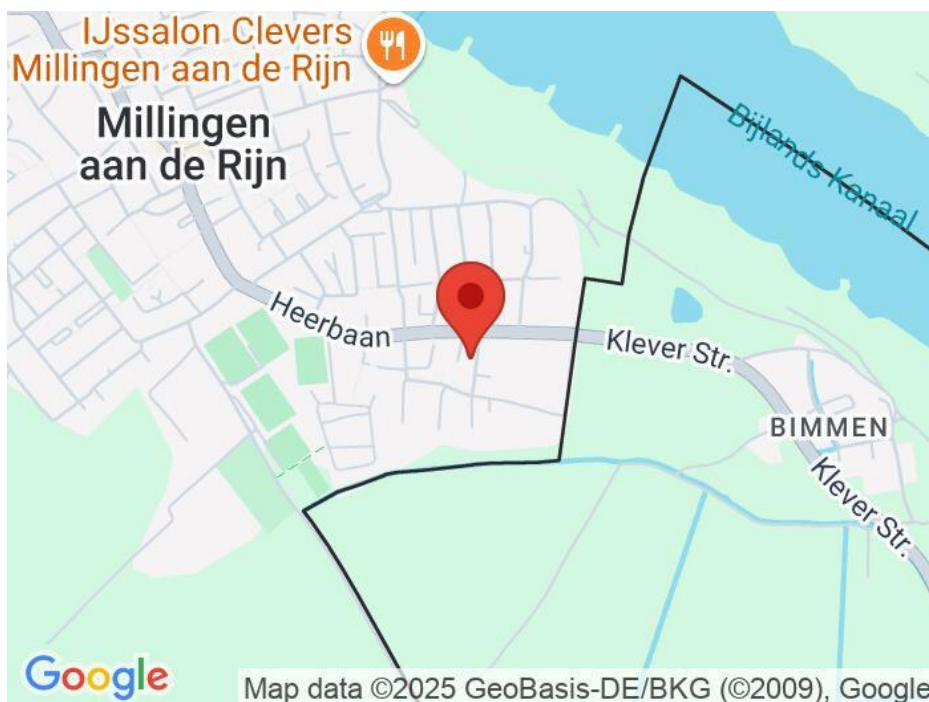 IJssalon Clevers
Millingen aan de Rijn
Millingen
aan de Rijn
Bijlands Kanaal
Heerbaan
Klever Str.
BIMMEN
Klever Str.
Google
Map data ©2025 GeoBasis-DE/BKG (©2009), Google